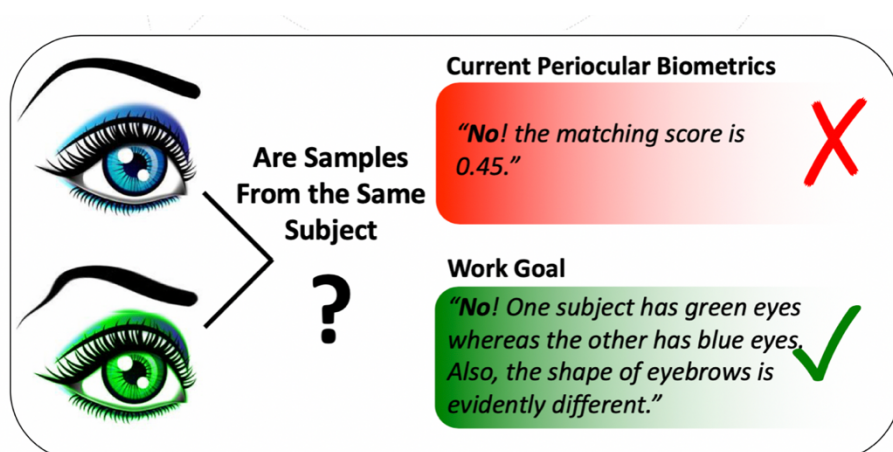 Are Samples
From the Same
Subject
?
Current Periocular Biometrics
“No! the matching score is
0.45.”
Work Goal
“No! One subject has green eyes
whereas the other has blue eyes.
Also, the shape of eyebrows is
evidently different.”